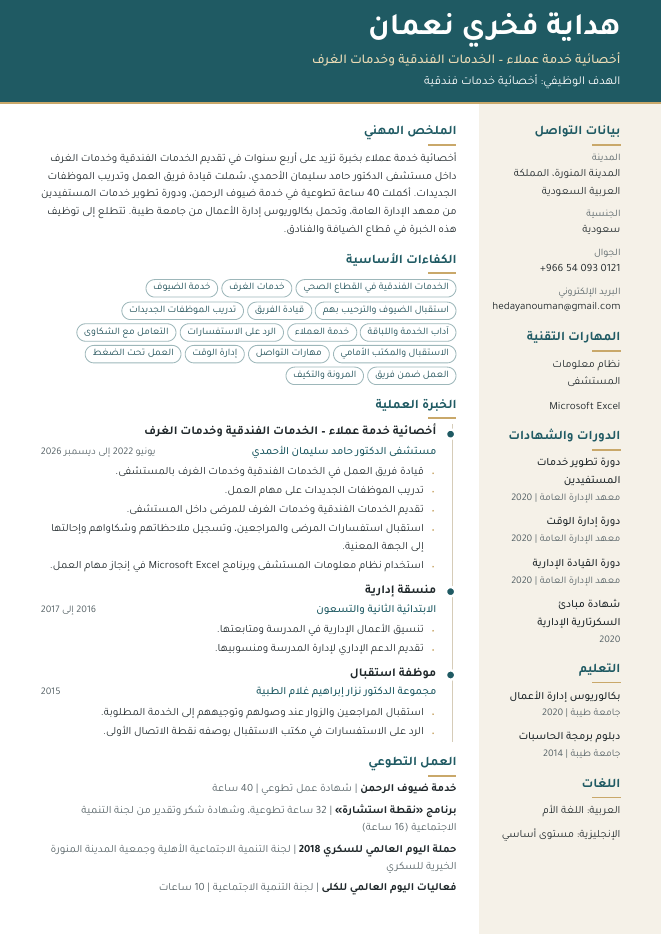 هداية فخري نعمان
أخصائية خدمة عملاء – الخدمات الفندقية وخدمات الغرف
الهدف الوظيفي: أخصائية خدمات فندقية
بيانات التواصل
المدينة
المدينة المنورة، المملكة
العربية السعودية
الجنسية
سعودية
الجوال
+966 54 093 0121
البريد الإلكتروني
hedayanouman@gmail.com
المهارات التقنية
نظام معلومات
المستشفى
Microsoft Excel
الدورات والشهادات
دورة تطوير خدمات
المستفيدين
معهد الإدارة العامة | 2020
دورة إدارة الوقت
معهد الإدارة العامة | 2020
دورة القيادة الإدارية
معهد الإدارة العامة | 2020
شهادة مبادئ
السكرتارية الإدارية
2020
التعليم
بكالوريوس إدارة الأعمال
جامعة طيبة | 2020
دبلوم برمجة الحاسبات
جامعة طيبة | 2014
اللغات
العربية: اللغة الأم
الإنجليزية: مستوى أساسي
الملخص المهني
أخصائية خدمة عملاء بخبرة تزيد على أربع سنوات في تقديم الخدمات الفندقية وخدمات الغرف
داخل مستشفى الدكتور حامد سليمان الأحمدي، شملت قيادة فريق العمل وتدريب الموظفات
الجديدات. أكملت 40 ساعة تطوعية في خدمة ضيوف الرحمن، ودورة تطوير خدمات المستفيدين
من معهد الإدارة العامة، وتحمل بكالوريوس إدارة الأعمال من جامعة طيبة. تتطلع إلى توظيف
هذه الخبرة في قطاع الضيافة والفنادق.
الكفاءات الأساسية
الخدمات الفندقية في القطاع الصحي خدمات الغرف خدمة الضيوف
استقبال الضيوف والترحيب بهم قيادة الفريق تدريب الموظفات الجديدات
آداب الخدمة واللباقة خدمة العملاء الرد على الاستفسارات التعامل مع الشكاوى
الاستقبال والمكتب الأمامي مهارات التواصل إدارة الوقت العمل تحت الضغط
العمل ضمن فريق المرونة والتكيف
الخبرة العملية
أخصائية خدمة عملاء – الخدمات الفندقية وخدمات الغرف
مستشفى الدكتور حامد سليمان الأحمدي يونيو 2022 إلى ديسمبر 2026
قيادة فريق العمل في الخدمات الفندقية وخدمات الغرف بالمستشفى.
تدريب الموظفات الجديدات على مهام العمل.
تقديم الخدمات الفندقية وخدمات الغرف للمرضى داخل المستشفى.
استقبال استفسارات المرضى والمراجعين، وتسجيل ملاحظاتهم وشكاواهم وإحالتها
إلى الجهة المعنية.
استخدام نظام معلومات المستشفى وبرنامج Microsoft Excel في إنجاز مهام العمل.
منسقة إدارية
الابتدائية الثانية والتسعون 2016 إلى 2017
تنسيق الأعمال الإدارية في المدرسة ومتابعتها.
تقديم الدعم الإداري لإدارة المدرسة ومنسوبيها.
موظفة استقبال
مجموعة الدكتور نزار إبراهيم غلام الطبية 2015
استقبال المراجعين والزوار عند وصولهم وتوجيههم إلى الخدمة المطلوبة.
الرد على الاستفسارات في مكتب الاستقبال بوصفه نقطة الاتصال الأولى.
العمل التطوعي
خدمة ضيوف الرحمن | شهادة عمل تطوعي | 40 ساعة
برنامج «نقطة استشارة» | 32 ساعة تطوعية، وشهادة شكر وتقدير من لجنة التنمية
الاجتماعية (16 ساعة)
حملة اليوم العالمي للسكري 2018 | لجنة التنمية الاجتماعية الأهلية وجمعية المدينة المنورة
الخيرية للسكري
فعاليات اليوم العالمي للكلى | لجنة التنمية الاجتماعية | 10 ساعات